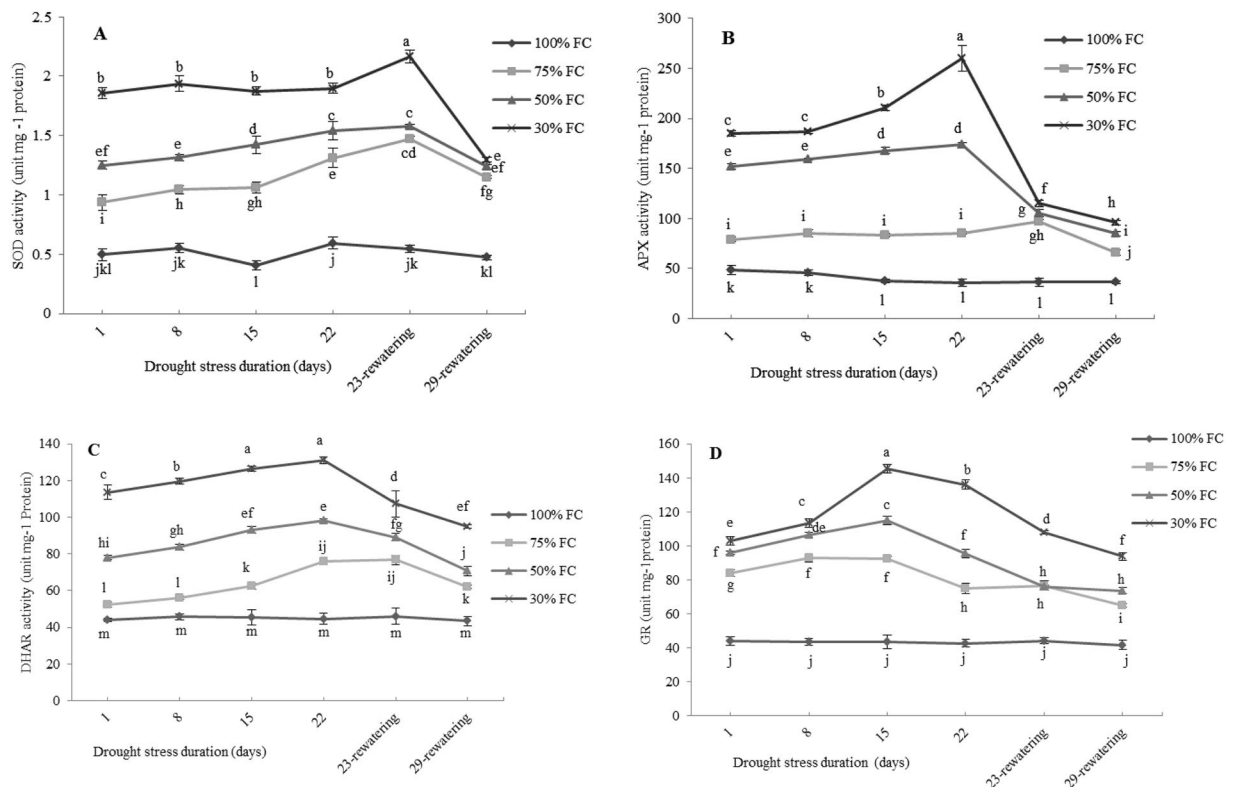 A
SOD activity (unit mg -1 protein)
2.5
2
1.5
1
0.5
0
b b b b a
ef e d c c e
i h gh e cd ef
fg
jkl jk l j jk kl
1 8 15 22 23-rewatering 29-rewatering
Drought stress duration (days)
100% FC
75% FC
50% FC
30% FC
B
APX activity (unit mg-1 protein)
300
250
200
150
100
50
0
a
c c b
e e d d
f h
g
i i i i gh i
j
k k l l l l
1 8 15 22 23-rewatering 29-rewatering
Drought stress duration (days)
100% FC
75% FC
50% FC
30% FC
C
DHAR activity (unit mg-1 Protein)
140
120
100
80
60
40
20
0
c b a a d ef
hi gh ef e fg j
l l k ij ij k
m m m m m m
1 8 15 22 23-rewatering 29-rewatering
Drought stress duration (days)
100% FC
75% FC
50% FC
30% FC
D
GR (unit mg-1protein)
160
140
120
100
80
60
40
20
0
e c a b d f
f de c f h h
g f f h h i
j j j j j j
1 8 15 22 23-rewatering 29-rewatering
Drought stress duration (days)
100% FC
75% FC
50% FC
30% FC